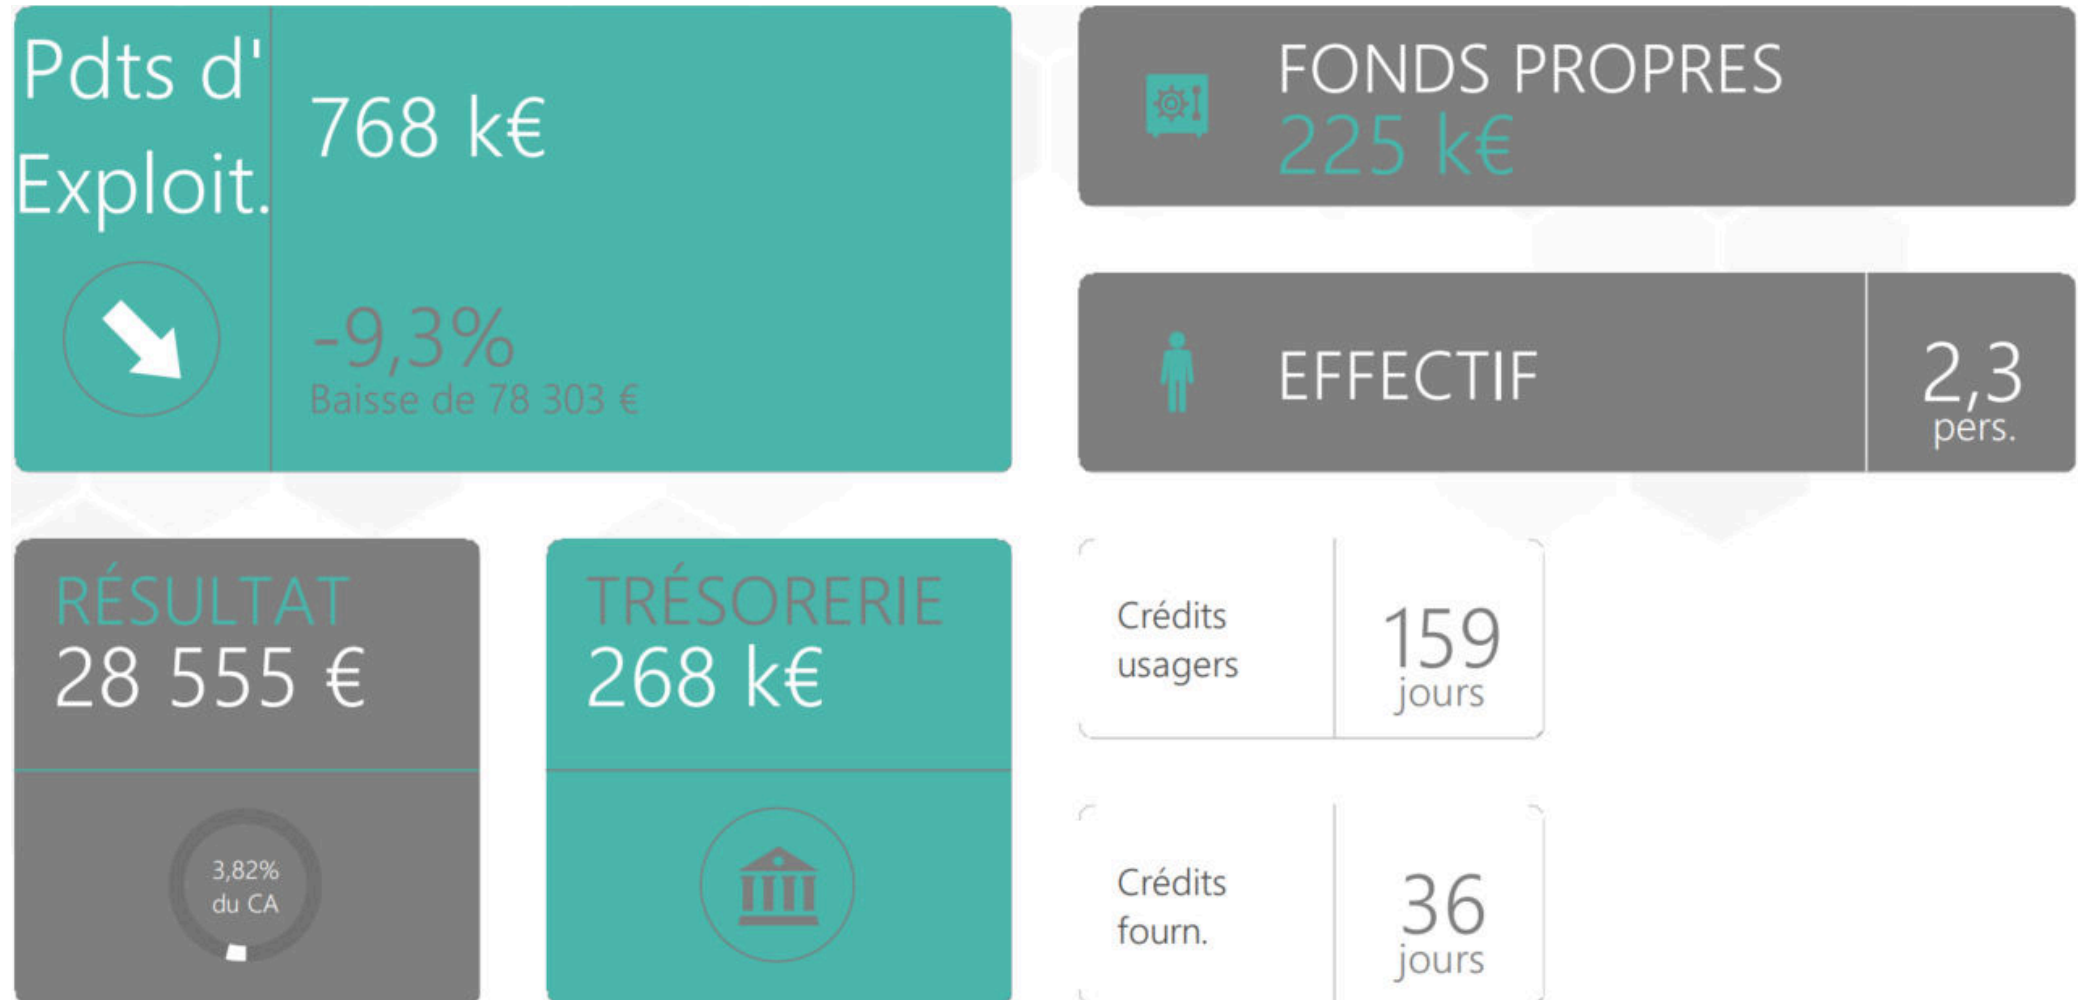 Pdts d'
Exploit.
768 k€
-9,3%
Baisse de 78 303 €
FONDS PROPRES
225 k€
EFFECTIF
2,3
pers.
RÉSULTAT
28 555 €
3,82%
du CA
TRÉSORERIE
268 k€
Crédits
usagers
159
jours
Crédits
fourn.
36
jours